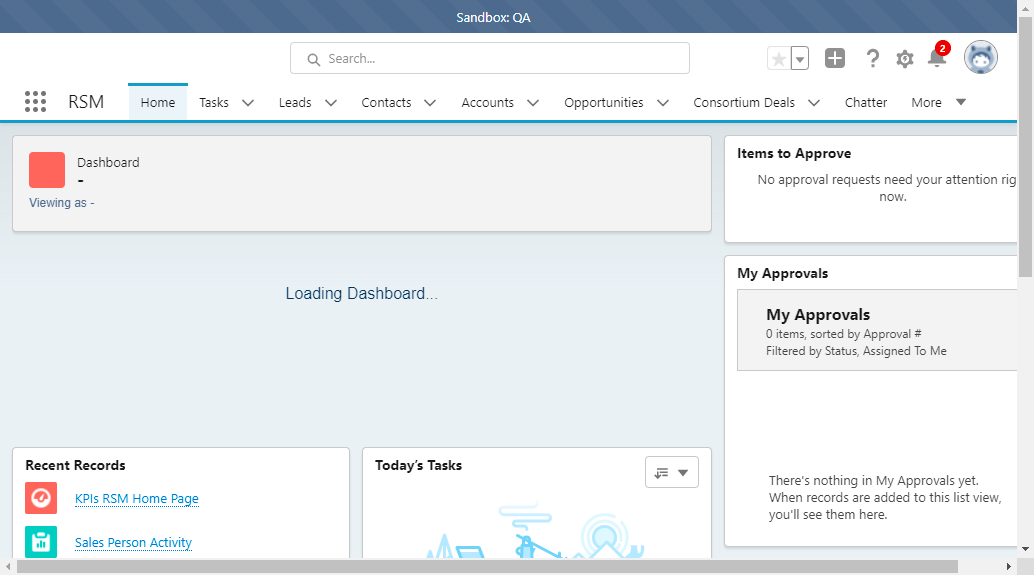 Sandbox: QA
Search...
2
RSM
Home
Tasks
Leads
Contacts
Accounts
Opportunities
Consortium Deals
Chatter
More
Dashboard
-
Viewing as -
Loading Dashboard...
Recent Records
KPIs RSM Home Page
Sales Person Activity
Today's Tasks
Items to Approve
No approval requests need your attention rig
now.
My Approvals
My Approvals
0 items, sorted by Approval #
Filtered by Status, Assigned To Me
There's nothing in My Approvals yet.
When records are added to this list view,
you'll see them here.